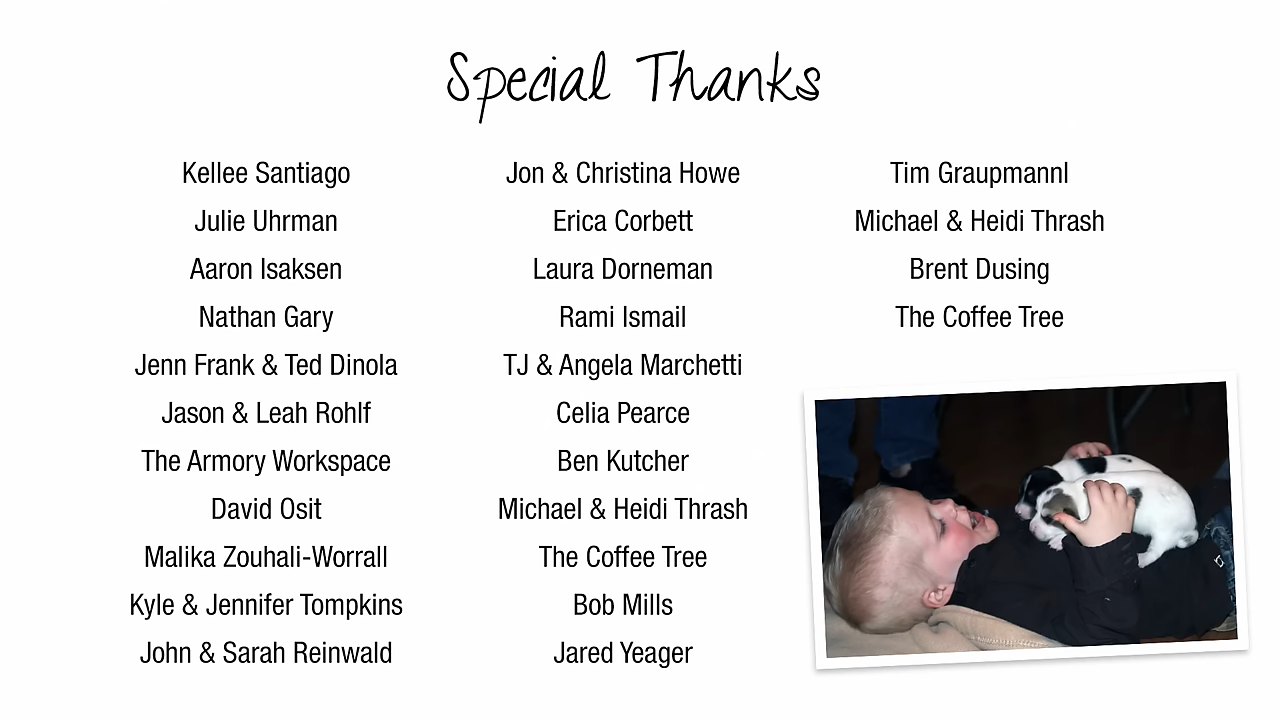 Special Thanks
Kellee Santiago
Julie Uhrman
Aaron Isaksen
Nathan Gary
Jenn Frank & Ted Dinola
Jason & Leah Rohlf
The Armory Workspace
David Osit
Malika Zouhali-Worrall
Kyle & Jennifer Tompkins
John & Sarah Reinwald
Jon & Christina Howe
Erica Corbett
Laura Dorneman
Rami Ismail
TJ & Angela Marchetti
Celia Pearce
Ben Kutcher
Michael & Heidi Thrash
The Coffee Tree
Bob Mills
Jared Yeager
Tim Graupmannl
Michael & Heidi Thrash
Brent Dusing
The Coffee Tree